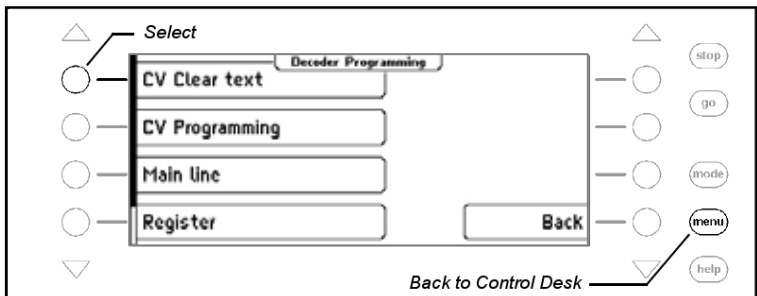 Select
Decoder Programming
stop
CV Clear text
go
CV Programming
Main line
mode
Register
Back
menu
Back to Control Desk
help